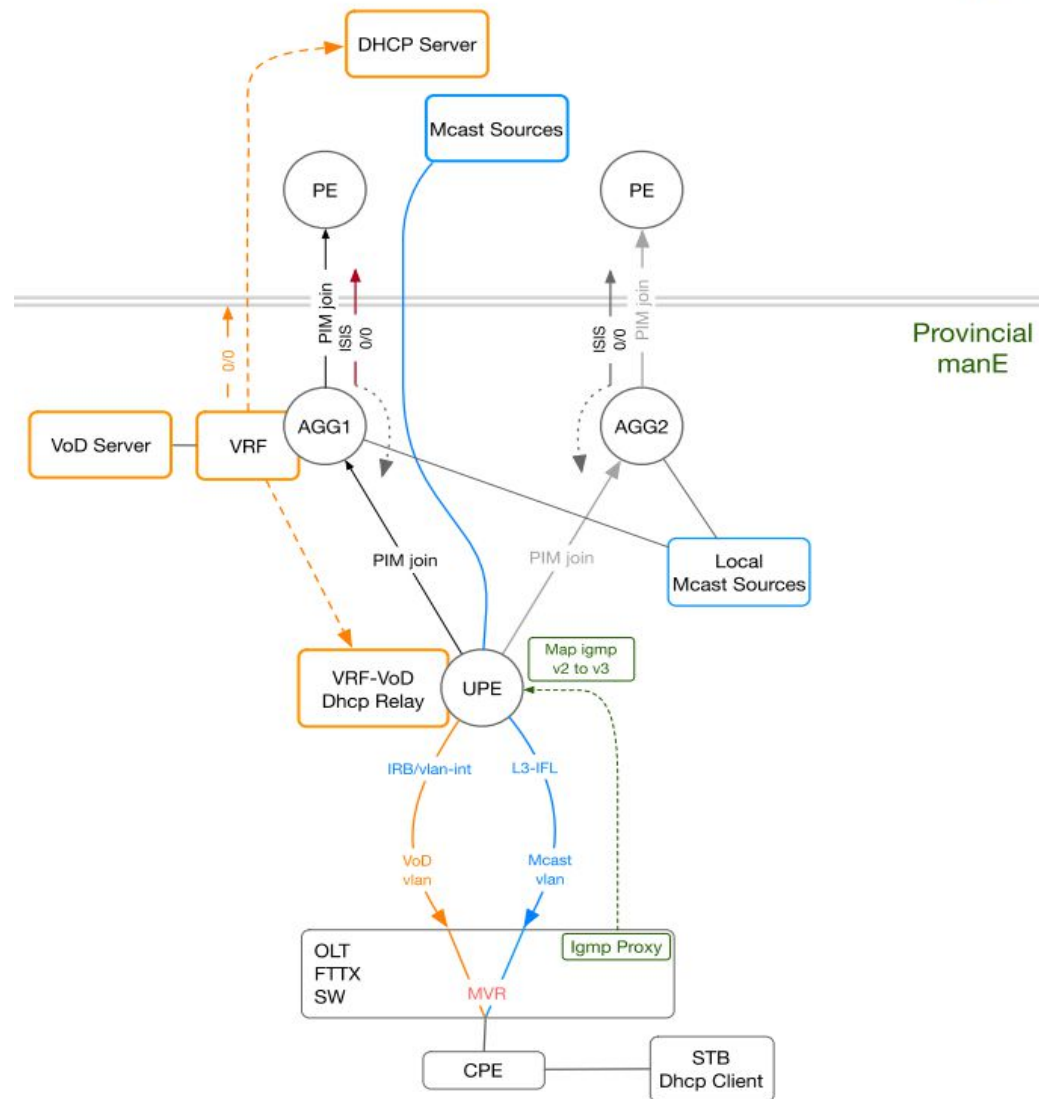 DHCP Server
Mcast Sources
PE
PE
PIM join
ISIS
0/0
ISIS
0/0
PIM join
0/0
Provincial
manE
VoD Server
VRF
AGG1
AGG2
PIM join
PIM join
Local
Mcast Sources
Map igmp
v2 to v3
VRF-VoD
Dhcp Relay
UPE
IRB/vlan-int
L3-IFL
VoD
vlan
Mcast
vlan
OLT
FTTX
SW
Igmp Proxy
MVR
CPE
STB
Dhcp Client